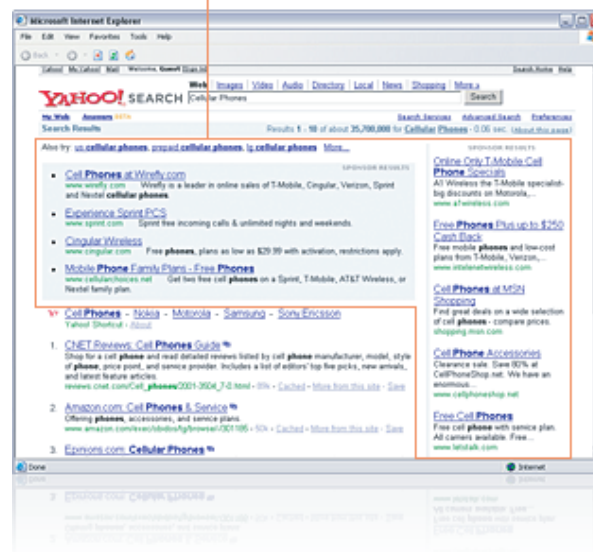 Microsoft Internet Explorer
File Edit View Favorites Tools Help
Back
Yahoo! My Yahoo! Mail Welcome, Guest [Sign In] Search Home Help
Web Images Video Audio Directory Local News Shopping More »
YAHOO! SEARCH Cellular Phones Search
My Web Answers BETA Search Services Advanced Search Preferences
Search Results Results 1 - 10 of about 35,700,000 for Cellular Phones - 0.06 sec. (About this page)
Also try: us cellular phones, prepaid cellular phones, lg cellular phones More...
SPONSOR RESULTS
• Cell Phones at Wirefly.com
www.wirefly.com Wirefly is a leader in online sales of T-Mobile, Cingular, Verizon, Sprint
and Nextel cellular phones.
• Experience Sprint PCS
www.sprint.com Sprint free incoming calls & unlimited nights and weekends.
• Cingular Wireless
www.cingular.com Free phones, plans as low as $29.99 with activation, restrictions apply.
• Mobile Phone Family Plans - Free Phones
www.cellularchoices.net Get two free cell phones on a Sprint, T-Mobile, AT&T Wireless, or
Nextel family plan.
Y! Cell Phones - Nokia - Motorola - Samsung - Sony Ericsson
Yahoo! Shortcut - About
1. CNET Reviews: Cell Phones Guide
Shop for a cell phone and read detailed reviews listed by cell phone manufacturer, model, style
of phone, price point, and service provider. Includes a list of editors' top five picks, new arrivals,
and latest feature articles.
reviews.cnet.com/Cell_phones/2001-3504_7-0.html - 89k - Cached - More from this site - Save
2. Amazon.com: Cell Phones & Service
Offering phones, accessories, and service plans.
www.amazon.com/exec/obidos/tg/browse/-/301185 - 50k - Cached - More from this site - Save
3. Epinions.com: Cellular Phones
SPONSOR RESULTS
Online Only T-Mobile Cell
Phone Specials
All Wireless the T-Mobile specialist-
big discounts on Motorola,...
www.a1wireless.com
Free Phones Plus up to $250
Cash Back
Free mobile phones and low-cost
plans from T-Mobile, Verizon,...
www.intelenetwireless.com
Cell Phones at MSN
Shopping
Find great deals on a wide selection
of cell phones - compare prices.
shopping.msn.com
Cell Phone Accessories
Clearance sale. Save 80% at
CellPhoneShop.net. We have an
enormous...
www.cellphoneshop.net
Free Cell Phones
Free cell phone with service plan.
All carriers available. Free...
www.letstalk.com
Done Internet